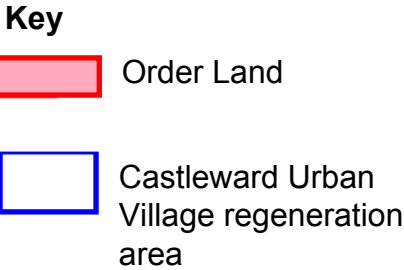 Key
Order Land
Castleward Urban
Village regeneration
area